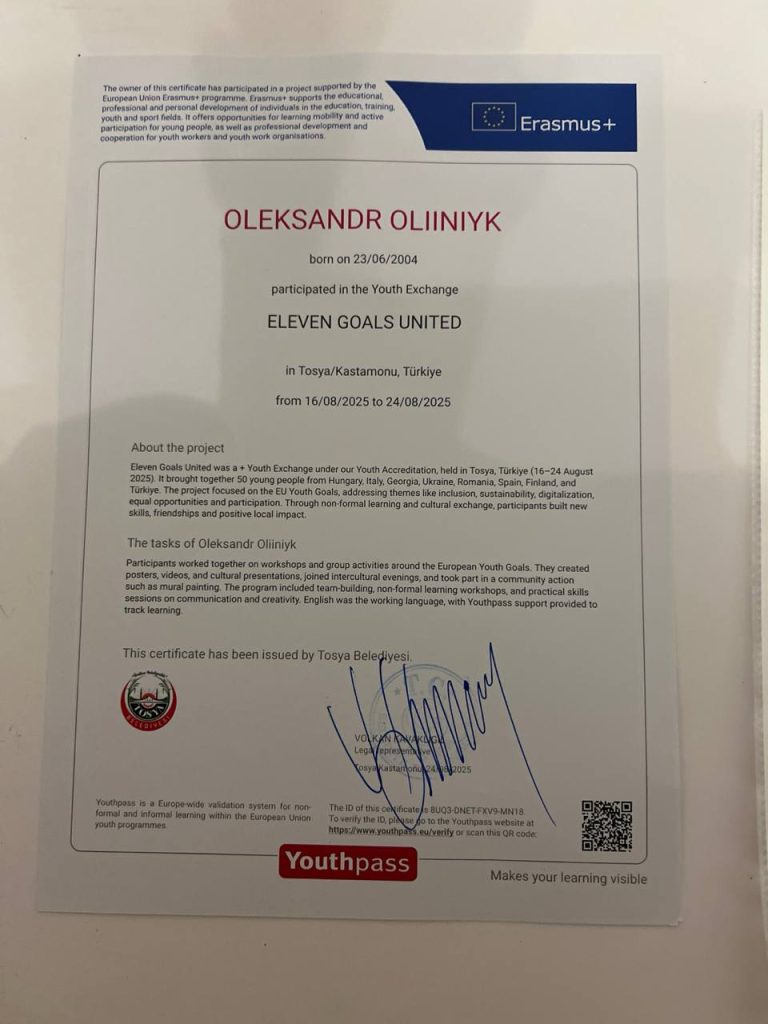 The owner of this certificate has participated in a project supported by the
European Union Erasmus+ programme. Erasmus+ supports the educational,
professional and personal development of individuals in the education, training,
youth and sport fields. It offers opportunities for learning mobility and active
participation for young people, as well as professional development and
cooperation for youth workers and youth work organisations.
Erasmus+
OLEKSANDR OLIINIYK
born on 23/06/2004
participated in the Youth Exchange
ELEVEN GOALS UNITED
in Tosya/Kastamonu, Türkiye
from 16/08/2025 to 24/08/2025
About the project
Eleven Goals United was a + Youth Exchange under our Youth Accreditation, held in Tosya, Türkiye (16–24 August
2025). It brought together 50 young people from Hungary, Italy, Georgia, Ukraine, Romania, Spain, Finland, and
Türkiye. The project focused on the EU Youth Goals, addressing themes like inclusion, sustainability, digitalization,
equal opportunities and participation. Through non-formal learning and cultural exchange, participants built new
skills, friendships and positive local impact.
The tasks of Oleksandr Oliiniyk
Participants worked together on workshops and group activities around the European Youth Goals. They created
posters, videos, and cultural presentations, joined intercultural evenings, and took part in a community action
such as mural painting. The program included team-building, non-formal learning workshops, and practical skills
sessions on communication and creativity. English was the working language, with Youthpass support provided to
track learning.
This certificate has been issued by Tosya Belediyesi.
TOSYA
BELEDİYESİ
T.C.
VOLKAN
Legal representative
Tosya/Kastamonu, 24/08/2025
Youthpass is a Europe-wide validation system for non-
formal and informal learning within the European Union
youth programmes.
The ID of this certificate is 8UQ3-DNET-FXV9-MN18.
To verify the ID, please go to the Youthpass website at
https://www.youthpass.eu/verify or scan this QR code:
Youthpass
Makes your learning visible